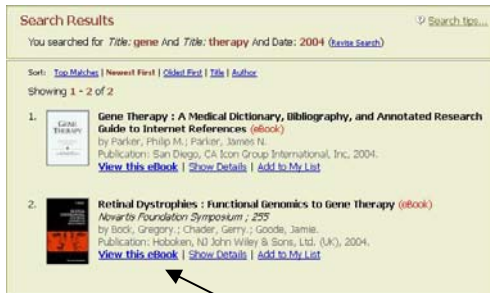 Search Results
Search tips...
You searched for Title: gene And Title: therapy And Date: 2004 (Revise Search)
Sort: Top Matches | Newest First | Oldest First | Title | Author
Showing 1 - 2 of 2
1.
GENE
THERAPY
Gene Therapy : A Medical Dictionary, Bibliography, and Annotated Research
Guide to Internet References (eBook)
by Parker, Philip M.; Parker, James N.
Publication: San Diego, CA Icon Group International, Inc, 2004.
View this eBook | Show Details | Add to My List
2.
Retinal Dystrophies : Functional Genomics to Gene Therapy (eBook)
Novartis Foundation Symposium ; 255
by Bock, Gregory.; Chader, Gerry.; Goode, Jamie.
Publication: Hoboken, NJ John Wiley & Sons, Ltd. (UK), 2004.
View this eBook | Show Details | Add to My List